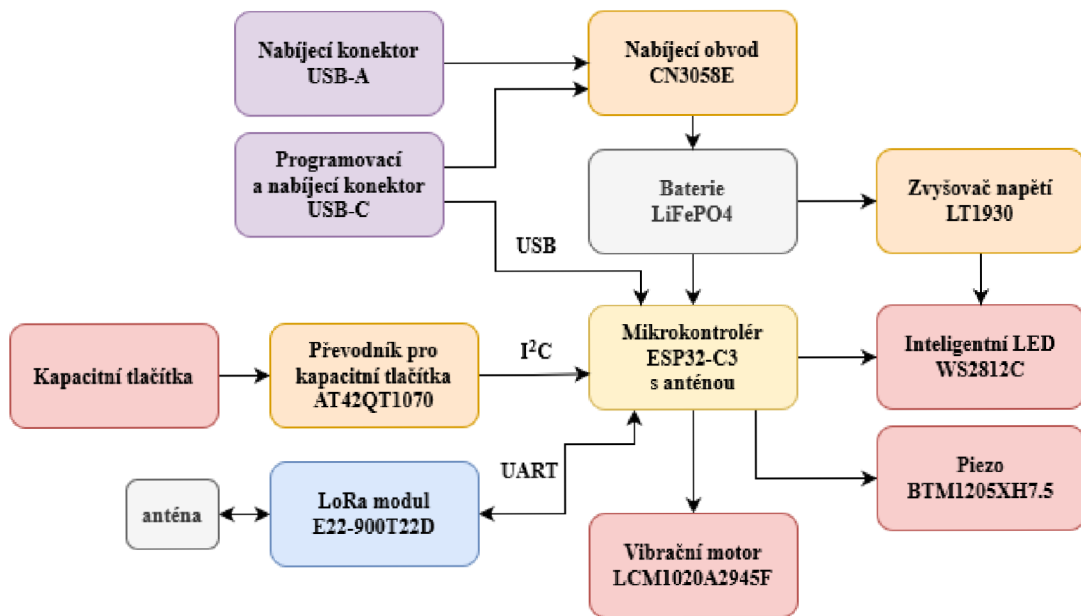 Nabíjecí konektor
USB-A
Nabíjecí obvod
CN3058E
Programovací
a nabíjecí konektor
USB-C
Baterie
LiFePO4
Zvyšovač napětí
LT1930
USB
Kapacitní tlačítka
Převodník pro
kapacitní tlačítka
AT42QT1070
I²C
Mikrokontrolér
ESP32-C3
s anténou
Inteligentní LED
WS2812C
UART
Piezo
BTM1205XH7.5
anténa
LoRa modul
E22-900T22D
Vibrační motor
LCM1020A2945F